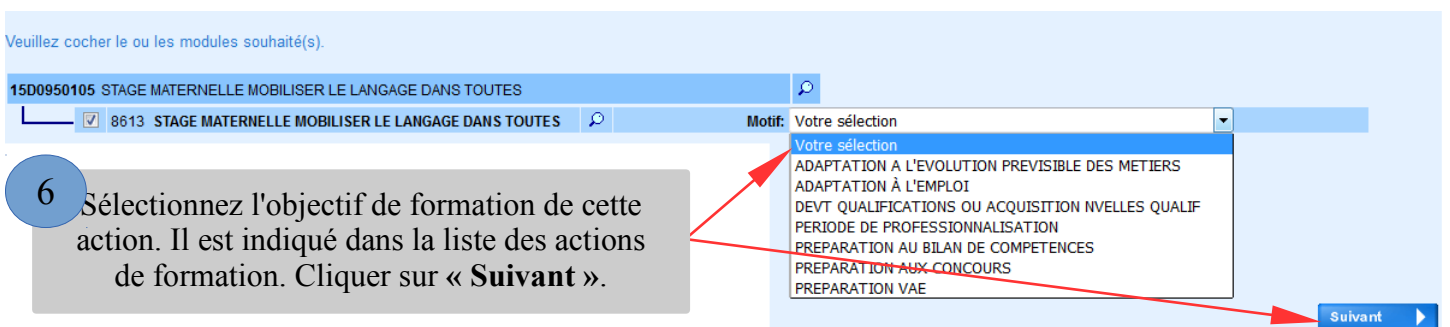 Veuillez cocher le ou les modules souhaité(s).
15D0950105 STAGE MATERNELLE MOBILISER LE LANGAGE DANS TOUTES
8613 STAGE MATERNELLE MOBILISER LE LANGAGE DANS TOUTES Motif: Votre sélection
Votre sélection
ADAPTATION A L'EVOLUTION PREVISIBLE DES METIERS
ADAPTATION À L'EMPLOI
DEVT QUALIFICATIONS OU ACQUISITION NVELLES QUALIF
PERIODE DE PROFESSIONNALISATION
PREPARATION AU BILAN DE COMPETENCES
PREPARATION AUX CONCOURS
PREPARATION VAE
6
Sélectionnez l'objectif de formation de cette
action. Il est indiqué dans la liste des actions
de formation. Cliquer sur « Suivant ».
Suivant